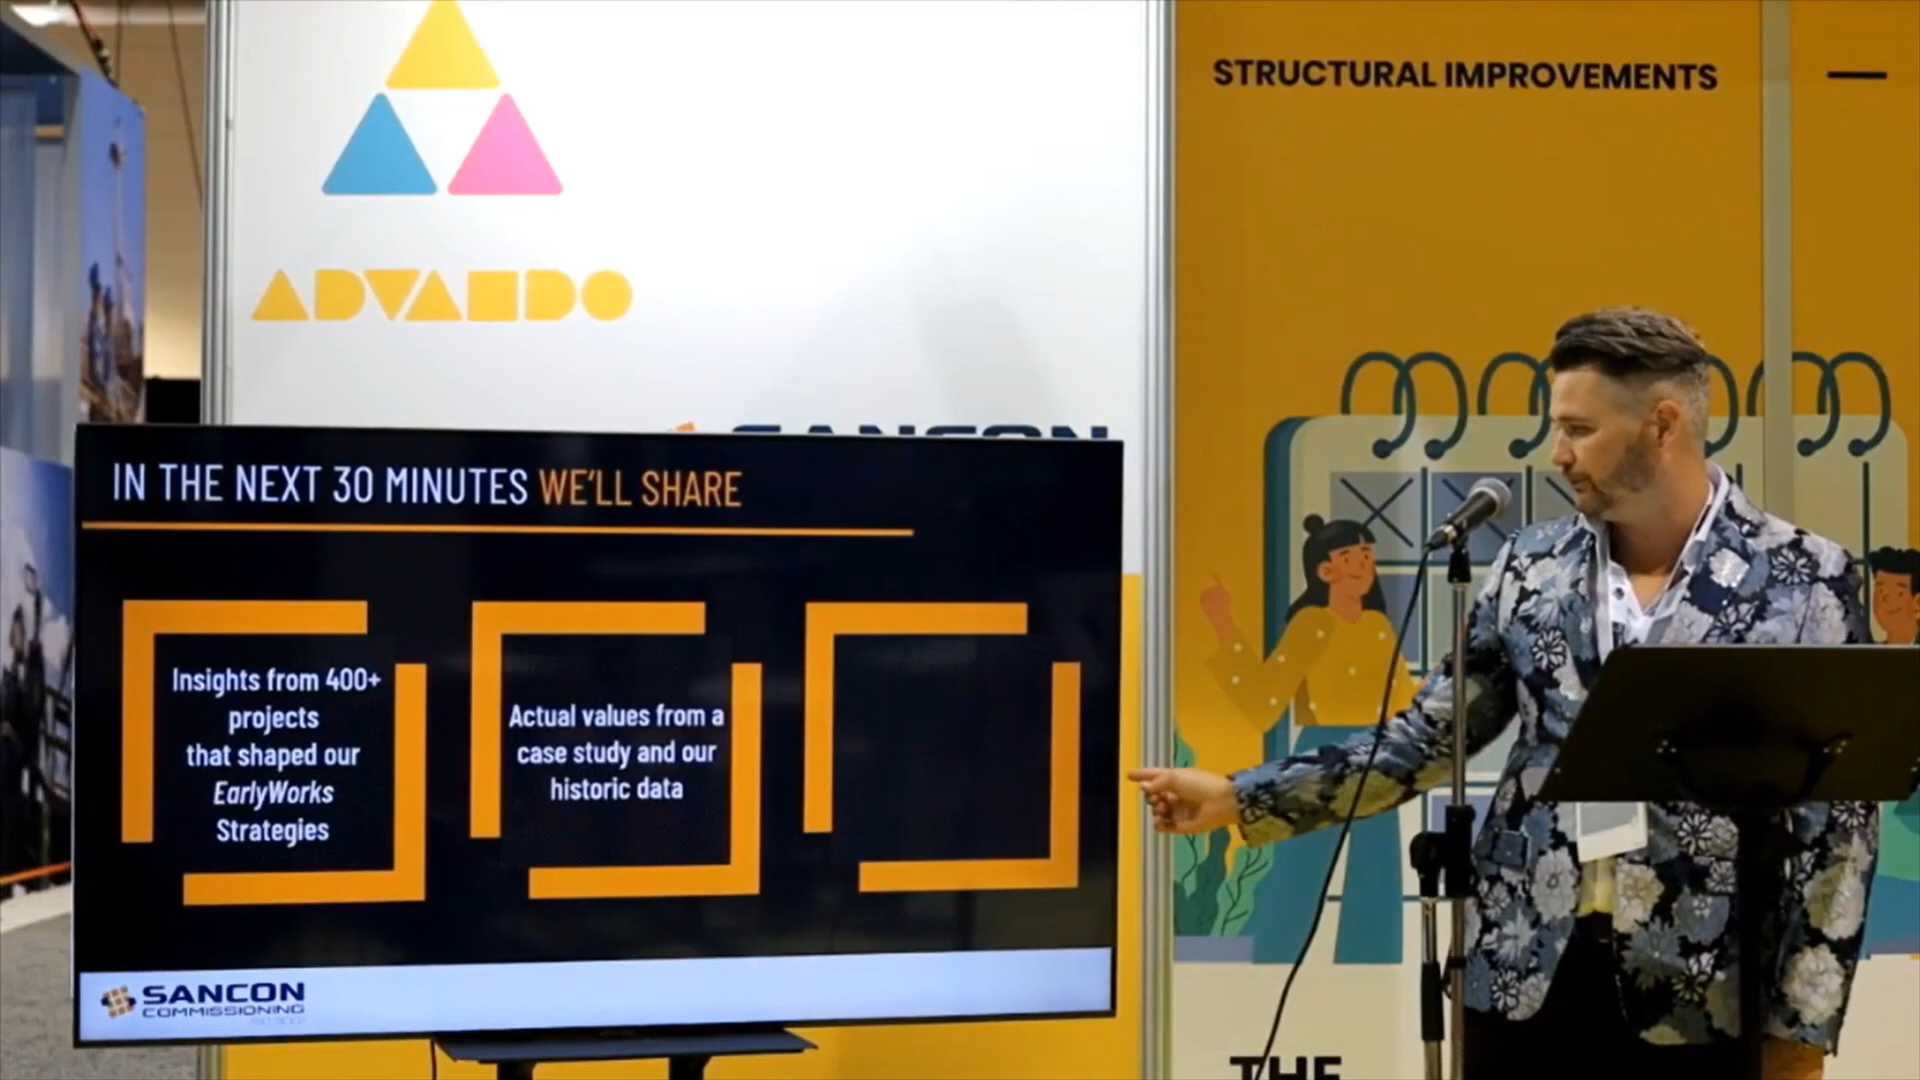 STRUCTURAL IMPROVEMENTS
ADVANDO
SANCON
IN THE NEXT 30 MINUTES WE'LL SHARE
Insights from 400+
projects
that shaped our
EarlyWorks
Strategies
Actual values from a
case study and our
historic data
SANCON
COMMISSIONING
THE